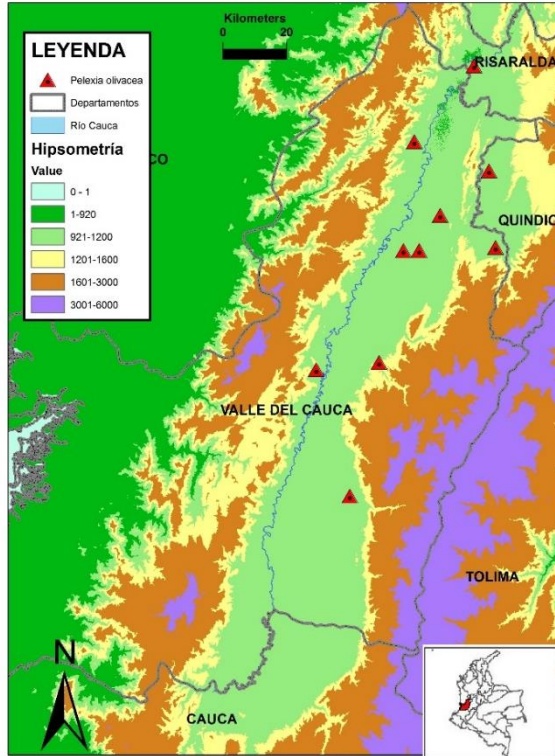 Kilometers
0 20
LEYENDA
Pelexia olivacea
Departamentos
Río Cauca
Hipsometría
Value
0 - 1
1-920
921-1200
1201-1600
1601-3000
3001-6000
CO
RISARALDA
QUINDIO
VALLE DEL CAUCA
TOLIMA
N
CAUCA